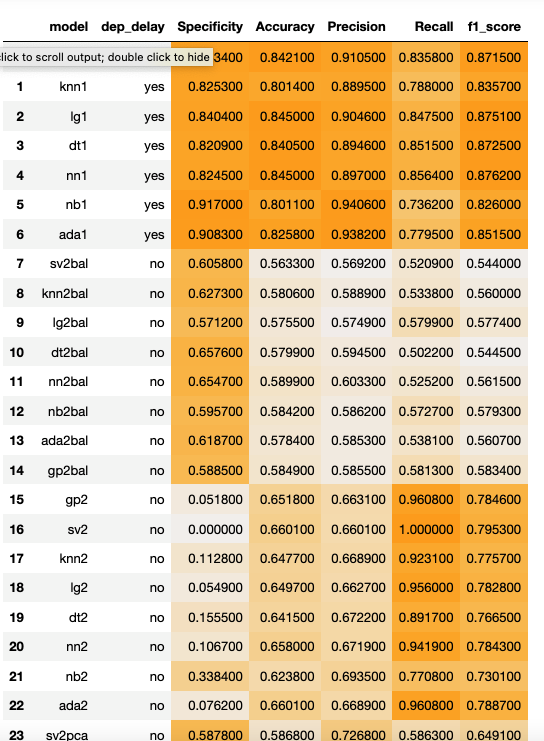 model dep_delay Specificity Accuracy Precision Recall f1_score
click to scroll output; double click to hide 3400 0.842100 0.910500 0.835800 0.871500
1 knn1 yes 0.825300 0.801400 0.889500 0.788000 0.835700
2 lg1 yes 0.840400 0.845000 0.904600 0.847500 0.875100
3 dt1 yes 0.820900 0.840500 0.894600 0.851500 0.872500
4 nn1 yes 0.824500 0.845000 0.897000 0.856400 0.876200
5 nb1 yes 0.917000 0.801100 0.940600 0.736200 0.826000
6 ada1 yes 0.908300 0.825800 0.938200 0.779500 0.851500
7 sv2bal no 0.605800 0.563300 0.569200 0.520900 0.544000
8 knn2bal no 0.627300 0.580600 0.588900 0.533800 0.560000
9 lg2bal no 0.571200 0.575500 0.574900 0.579900 0.577400
10 dt2bal no 0.657600 0.579900 0.594500 0.502200 0.544500
11 nn2bal no 0.654700 0.589900 0.603300 0.525200 0.561500
12 nb2bal no 0.595700 0.584200 0.586200 0.572700 0.579300
13 ada2bal no 0.618700 0.578400 0.585300 0.538100 0.560700
14 gp2bal no 0.588500 0.584900 0.585500 0.581300 0.583400
15 gp2 no 0.051800 0.651800 0.663100 0.960800 0.784600
16 sv2 no 0.000000 0.660100 0.660100 1.000000 0.795300
17 knn2 no 0.112800 0.647700 0.668900 0.923100 0.775700
18 lg2 no 0.054900 0.649700 0.662700 0.956000 0.782800
19 dt2 no 0.155500 0.641500 0.672200 0.891700 0.766500
20 nn2 no 0.106700 0.658000 0.671900 0.941900 0.784300
21 nb2 no 0.338400 0.623800 0.693500 0.770800 0.730100
22 ada2 no 0.076200 0.660100 0.668900 0.960800 0.788700
23 sv2pca no 0.587800 0.586800 0.726800 0.586300 0.649100